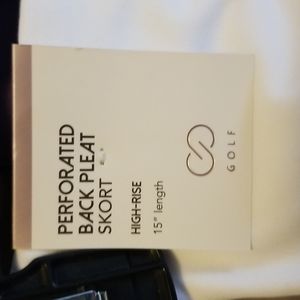 PERFORATED
BACK PLEAT
SKORT
HIGH-RISE
15" length
GOLF